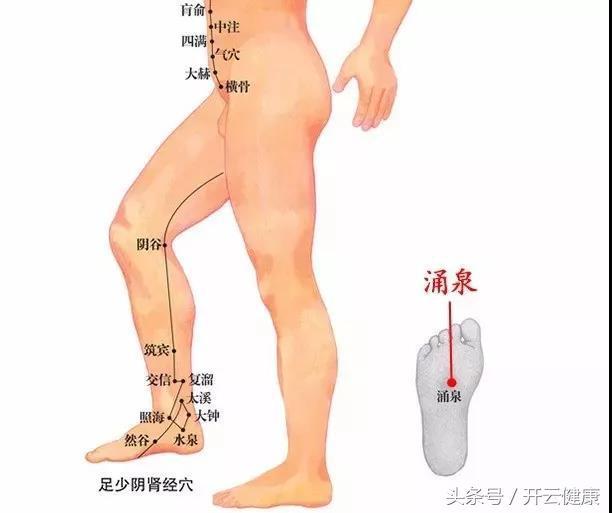 肓俞
中注
四满
气穴
大赫
横骨
阴谷
筑宾
交信
复溜
太溪
照海
大钟
然谷
水泉
足少阴肾经穴
涌泉
涌泉
头条号 / 开云健康